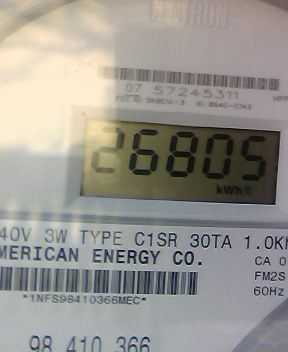 07 57245311
26805
kWh
40V 3W TYPE C1SR 30TA 1.0Kh
MERICAN ENERGY CO.
CA 0
FM2S
60Hz
*1NFS98410366MEC*
98 410 366